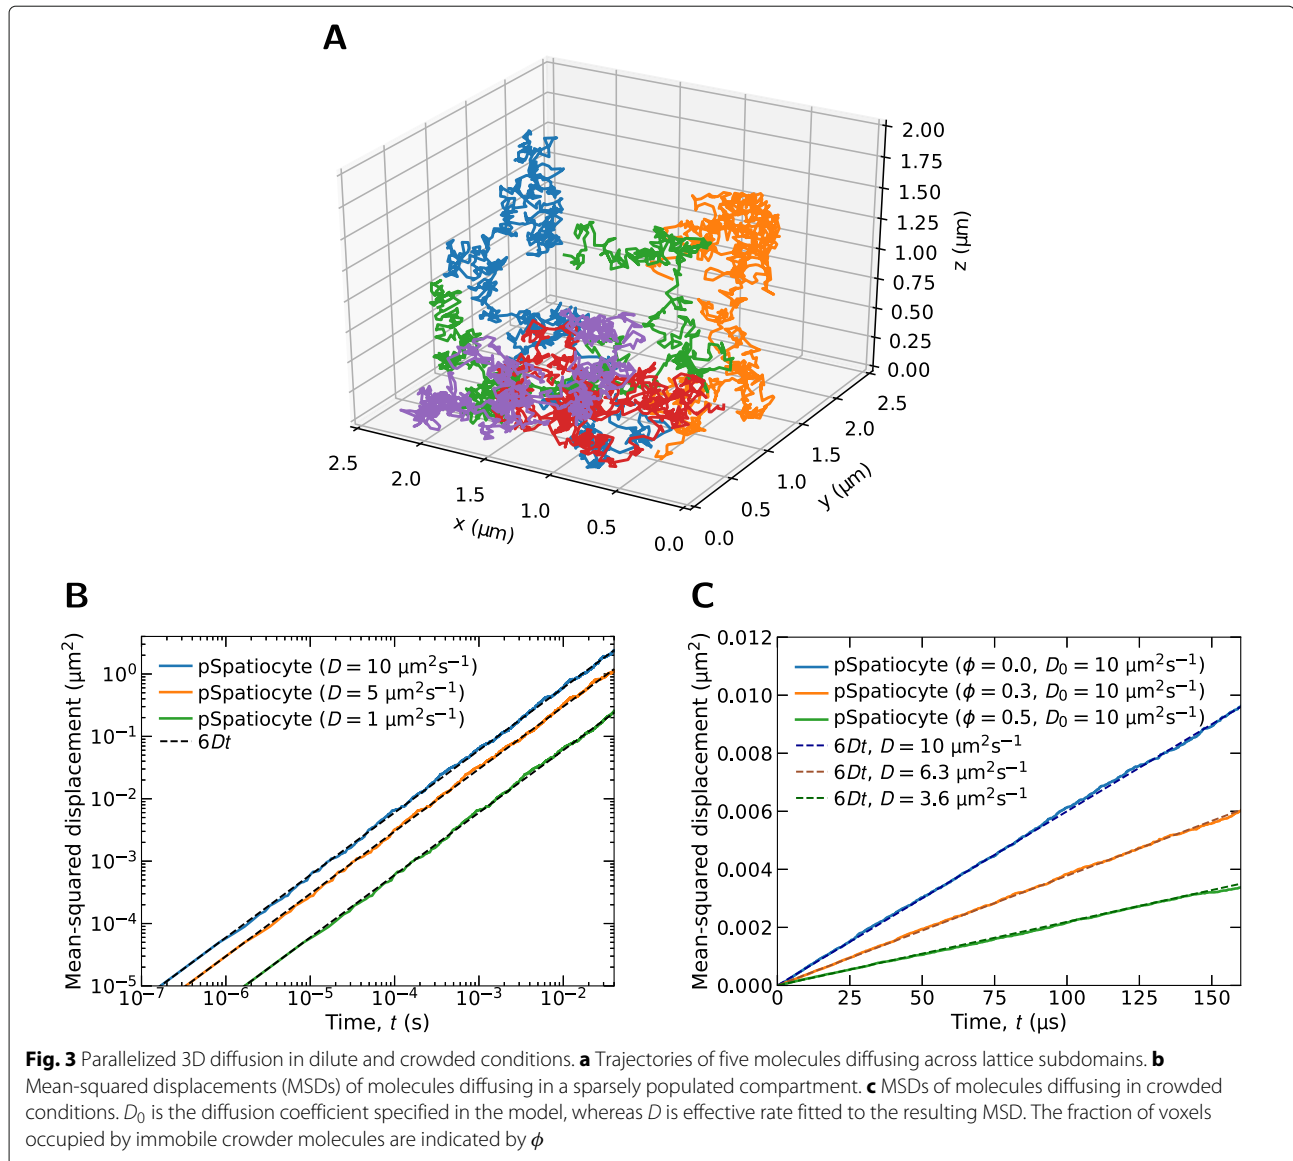 A
2.00
1.75
1.50
1.25
1.00
0.75
0.50
0.25
0.00
z (μm)
2.5
2.0
1.5
1.0
0.5
0.0
x (μm)
0.0
0.5
1.0
1.5
2.0
2.5
y (μm)
B
Mean-squared displacement (μm²)
10⁰
10⁻¹
10⁻²
10⁻³
10⁻⁴
10⁻⁵
pSpatiocyte (D = 10 μm²s⁻¹)
pSpatiocyte (D = 5 μm²s⁻¹)
pSpatiocyte (D = 1 μm²s⁻¹)
6Dt
10⁻⁷ 10⁻⁶ 10⁻⁵ 10⁻⁴ 10⁻³ 10⁻²
Time, t (s)
C
Mean-squared displacement (μm²)
0.012
0.010
0.008
0.006
0.004
0.002
0.000
pSpatiocyte (ϕ = 0.0, D₀ = 10 μm²s⁻¹)
pSpatiocyte (ϕ = 0.3, D₀ = 10 μm²s⁻¹)
pSpatiocyte (ϕ = 0.5, D₀ = 10 μm²s⁻¹)
6Dt, D = 10 μm²s⁻¹
6Dt, D = 6.3 μm²s⁻¹
6Dt, D = 3.6 μm²s⁻¹
0 25 50 75 100 125 150
Time, t (μs)
Fig. 3 Parallelized 3D diffusion in dilute and crowded conditions. a Trajectories of five molecules diffusing across lattice subdomains. b
Mean-squared displacements (MSDs) of molecules diffusing in a sparsely populated compartment. c MSDs of molecules diffusing in crowded
conditions. D₀ is the diffusion coefficient specified in the model, whereas D is effective rate fitted to the resulting MSD. The fraction of voxels
occupied by immobile crowder molecules are indicated by ϕ